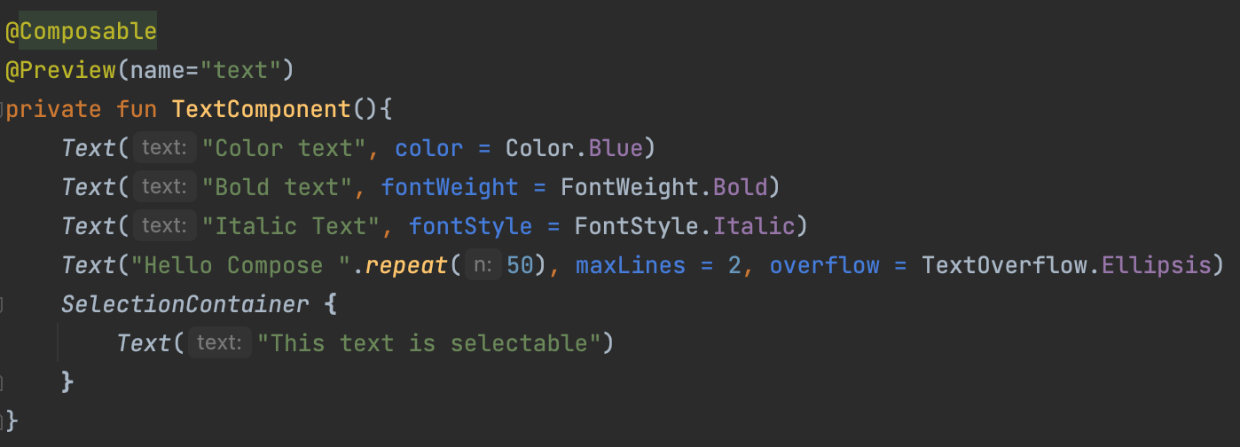 @Composable
@Preview(name="text")
private fun TextComponent(){
    Text( text: "Color text", color = Color.Blue)
    Text( text: "Bold text", fontWeight = FontWeight.Bold)
    Text( text: "Italic Text", fontStyle = FontStyle.Italic)
    Text("Hello Compose ".repeat( n: 50), maxLines = 2, overflow = TextOverflow.Ellipsis)
    SelectionContainer {
        Text( text: "This text is selectable")
    }
}